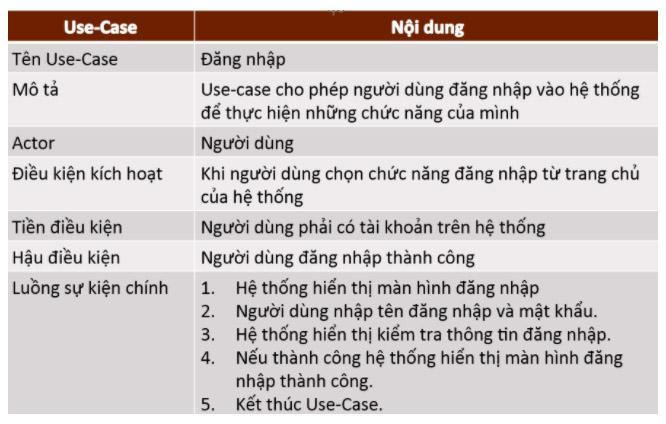 Use-Case Nội dung
Tên Use-Case Đăng nhập
Mô tả Use-case cho phép người dùng đăng nhập vào hệ thống
để thực hiện những chức năng của mình
Actor Người dùng
Điều kiện kích hoạt Khi người dùng chọn chức năng đăng nhập từ trang chủ
của hệ thống
Tiền điều kiện Người dùng phải có tài khoản trên hệ thống
Hậu điều kiện Người dùng đăng nhập thành công
Luồng sự kiện chính 1. Hệ thống hiển thị màn hình đăng nhập
2. Người dùng nhập tên đăng nhập và mật khẩu.
3. Hệ thống hiển thị kiểm tra thông tin đăng nhập.
4. Nếu thành công hệ thống hiển thị màn hình đăng
nhập thành công.
5. Kết thúc Use-Case.